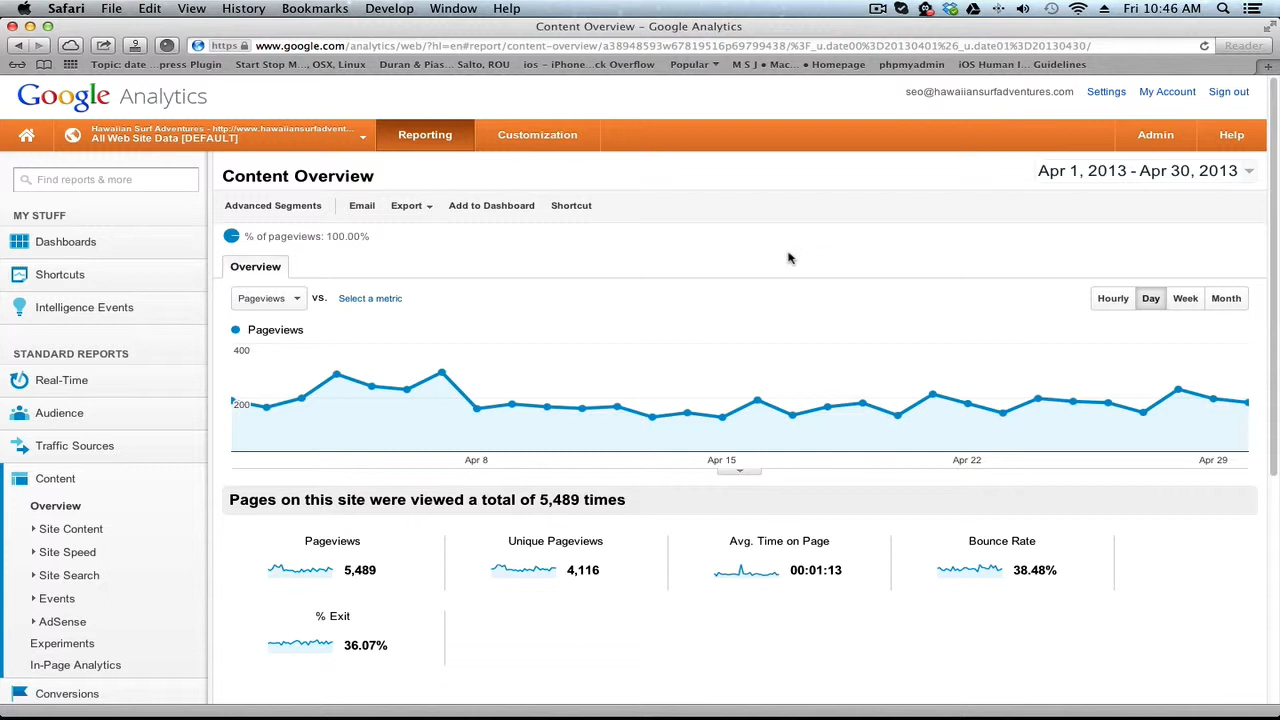 Safari File Edit View History Bookmarks Develop Window Help Fri 10:46 AM
Content Overview – Google Analytics
https www.google.com/analytics/web/?hl=en#report/content-overview/a38948593w67819516p69799438/%3F_u.date00%3D20130401%26_u.date01%3D20130430/ Reader
Topic: date ...press Plugin Start Stop M..., OSX, Linux Duran & Pias... Salto, ROU ios - iPhone...ck Overflow Popular M S J • Mac... • Homepage phpmyadmin iOS Human I... Guidelines
Google Analytics
seo@hawaiiansurfadventures.com Settings My Account Sign out
Hawaiian Surf Adventures - http://www.hawaiiansurfadvent...
All Web Site Data [DEFAULT]
Reporting Customization Admin Help
Find reports & more
MY STUFF
Dashboards
Shortcuts
Intelligence Events
STANDARD REPORTS
Real-Time
Audience
Traffic Sources
Content
Overview
Site Content
Site Speed
Site Search
Events
AdSense
Experiments
In-Page Analytics
Conversions
Content Overview
Apr 1, 2013 - Apr 30, 2013
Advanced Segments Email Export Add to Dashboard Shortcut
% of pageviews: 100.00%
Overview
Pageviews vs. Select a metric
Hourly Day Week Month
Pageviews
400
200
Apr 8 Apr 15 Apr 22 Apr 29
Pages on this site were viewed a total of 5,489 times
Pageviews Unique Pageviews Avg. Time on Page Bounce Rate
5,489 4,116 00:01:13 38.48%
% Exit
36.07%